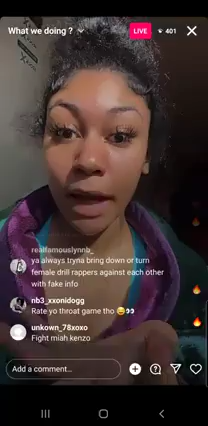 What we doing ?
LIVE
401
realfamouslynnb_
ya always tryna bring down or turn
female drill rappers against each other
with fake info
nb3_xxonidogg
Rate yo throat game tho 😂👀
unkown_78xoxo
Fight miah kenzo
Add a comment...